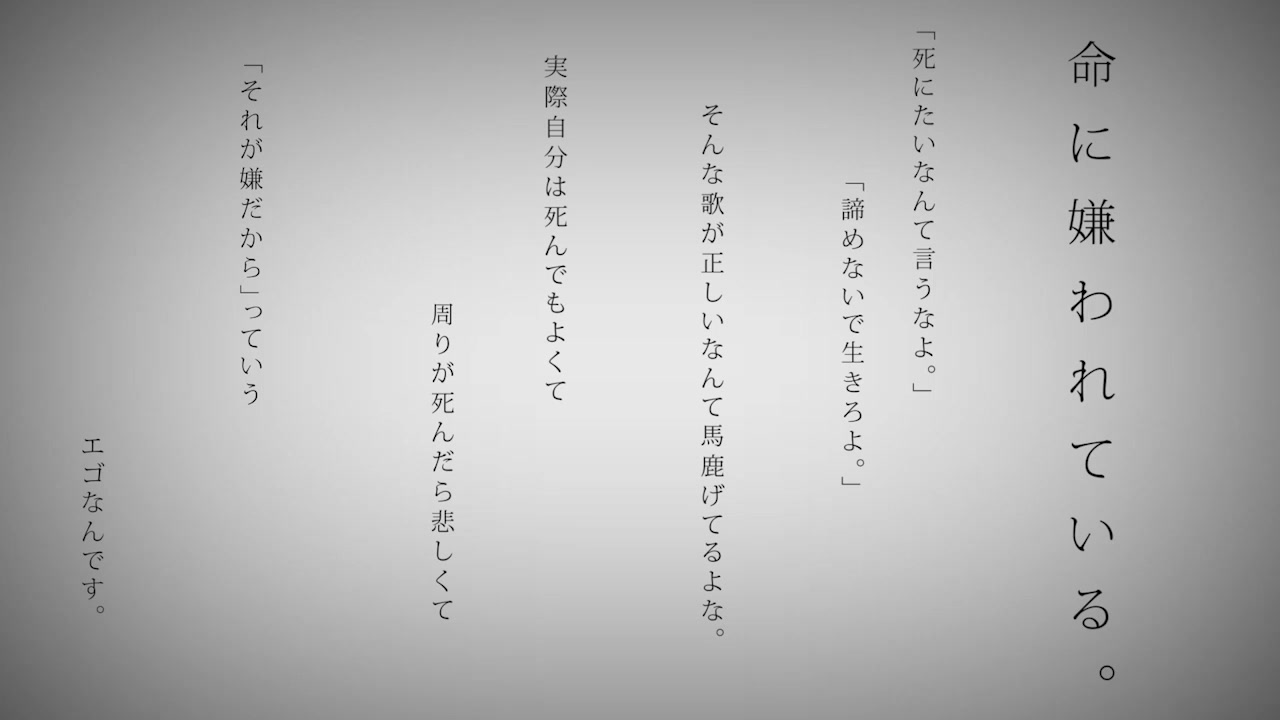 命に嫌われている。
「死にたいなんて言うなよ。」
「諦めないで生きろよ。」
そんな歌が正しいなんて馬鹿げてるよな。
実際自分は死んでもよくて
周りが死んだら悲しくて
「それが嫌だから」っていう
エゴなんです。